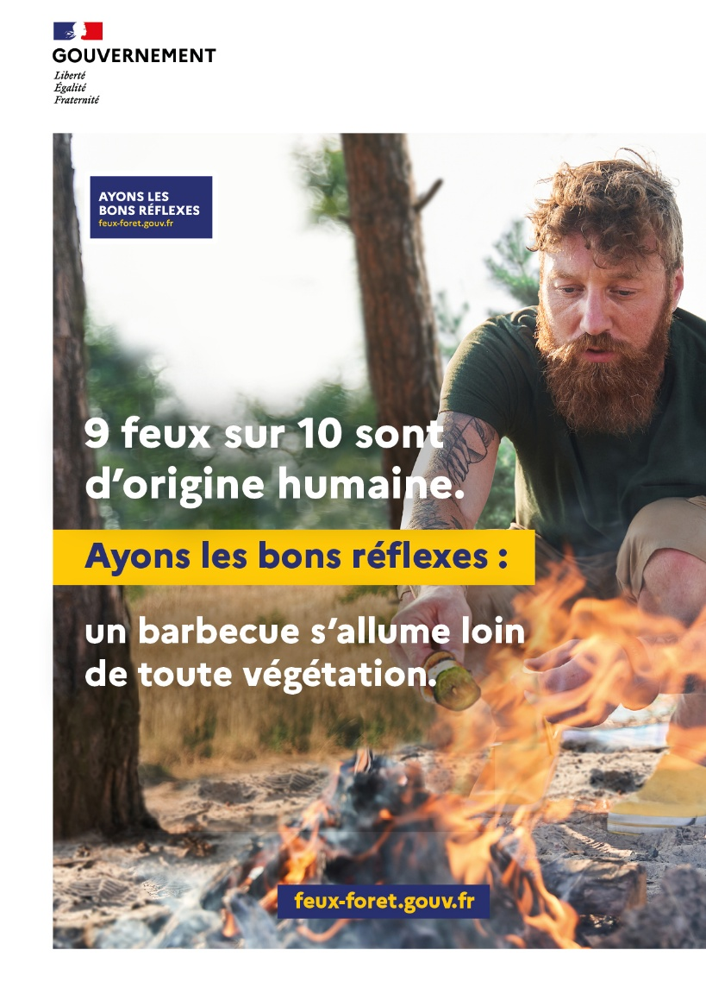 GOUVERNEMENT
Liberté
Égalité
Fraternité
AYONS LES
BONS RÉFLEXES
feux-foret.gouv.fr
9 feux sur 10 sont
d’origine humaine.
Ayons les bons réflexes :
un barbecue s’allume loin
de toute végétation.
feux-foret.gouv.fr